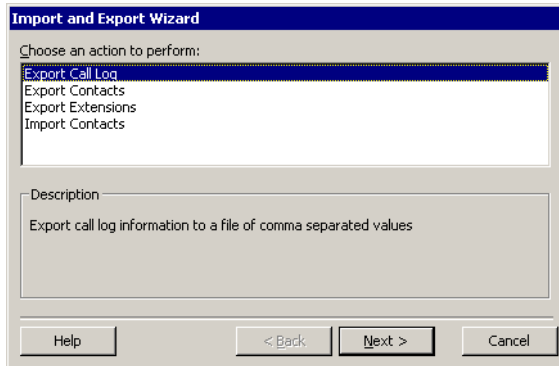 Import and Export Wizard
Choose an action to perform:
Export Call Log
Export Contacts
Export Extensions
Import Contacts
Description
Export call log information to a file of comma separated values
Help < Back Next > Cancel